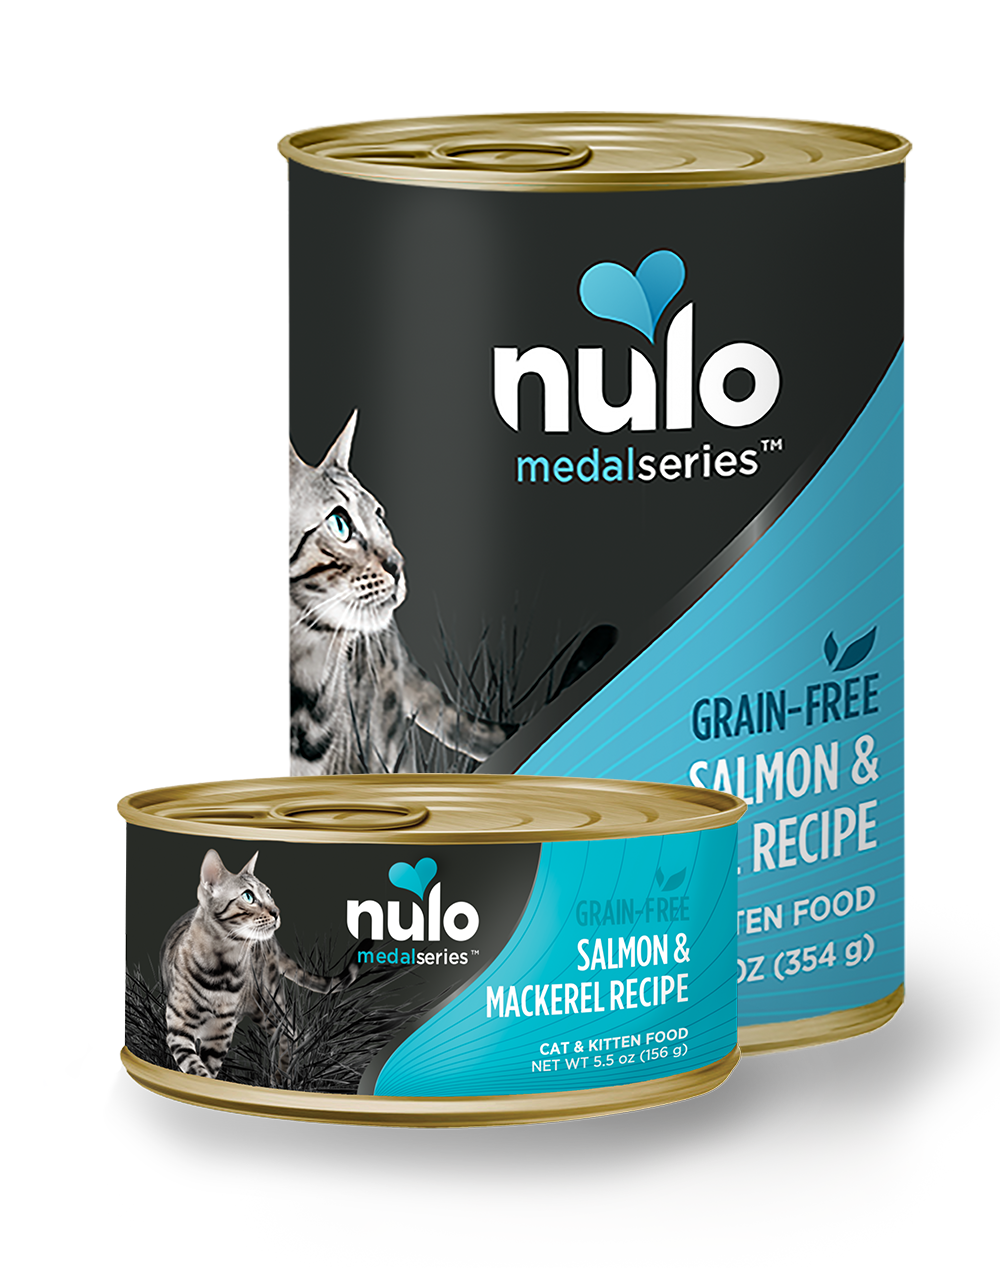 nulo
medalseries™
GRAIN-FREE
SALMON &
RECIPE
FOOD
OZ (354 g)
nulo
medalseries™
GRAIN-FREE
SALMON &
MACKEREL RECIPE
CAT & KITTEN FOOD
NET WT 5.5 oz (156 g)